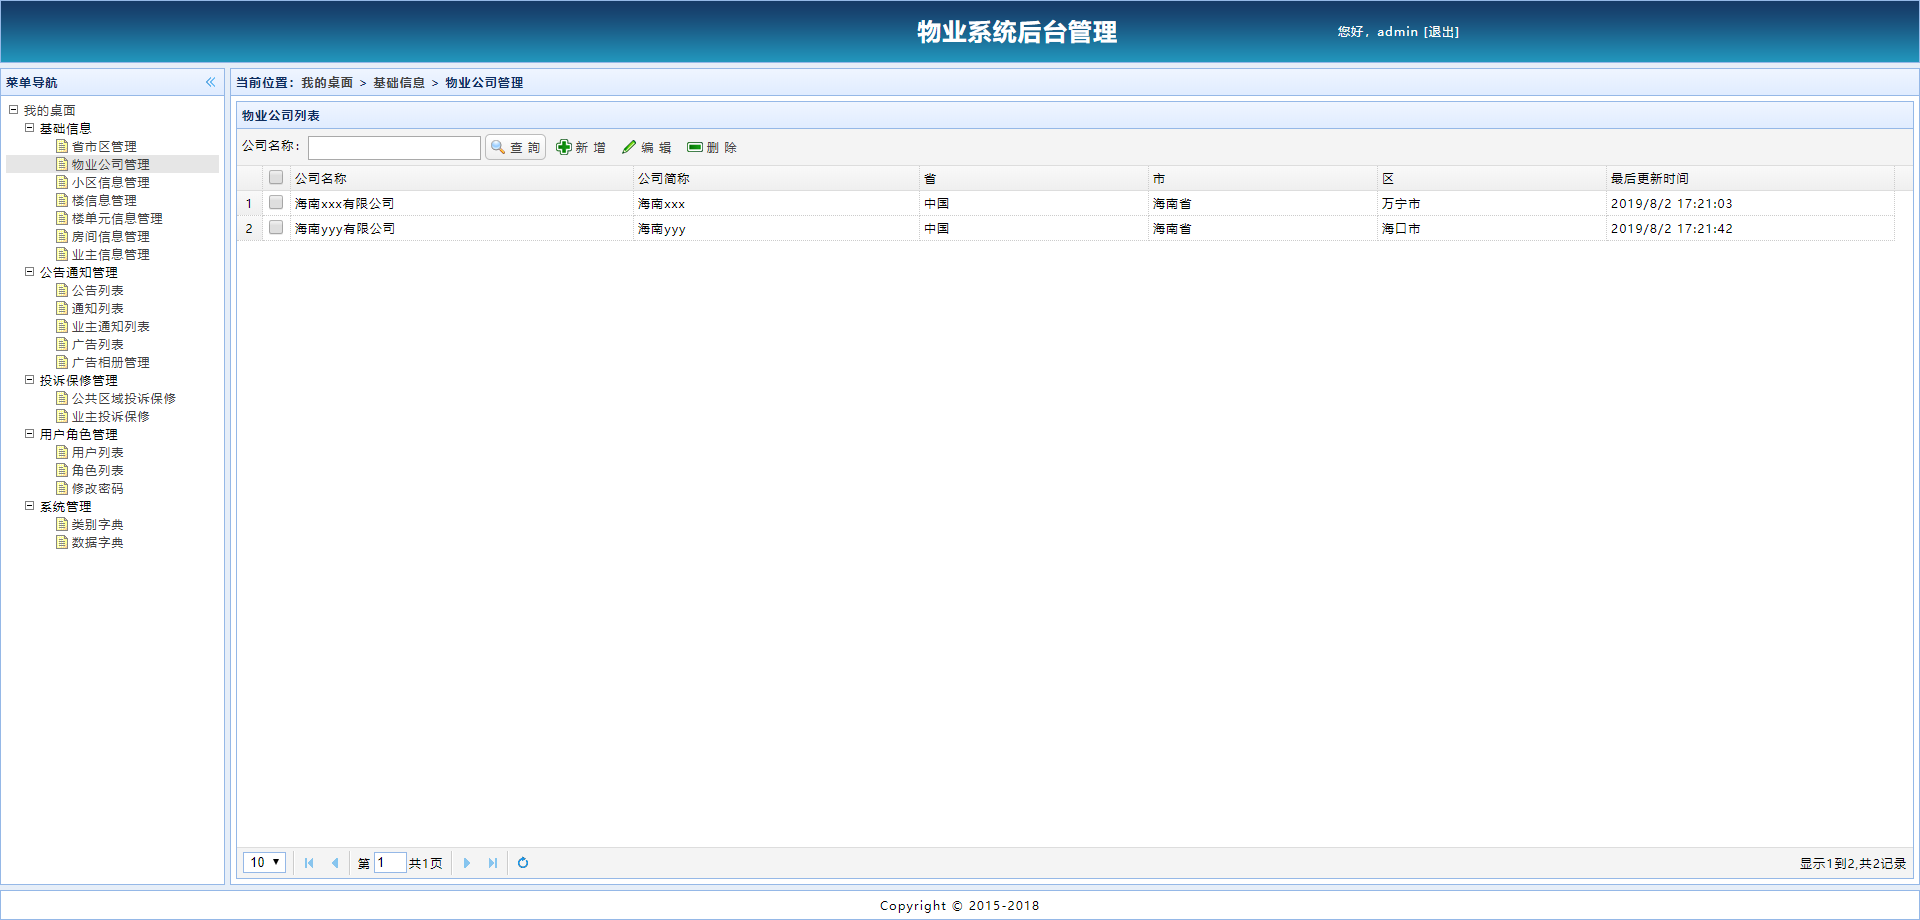 物业系统后台管理
您好，admin [退出]
菜单导航
我的桌面
基础信息
省市区管理
物业公司管理
小区信息管理
楼信息管理
楼单元信息管理
房间信息管理
业主信息管理
公告通知管理
公告列表
通知列表
业主通知列表
广告列表
广告相册管理
投诉保修管理
公共区域投诉保修
业主投诉保修
用户角色管理
用户列表
角色列表
修改密码
系统管理
类别字典
数据字典
当前位置：我的桌面 > 基础信息 > 物业公司管理
物业公司列表
公司名称： 查 询 新 增 编 辑 删 除
公司名称 公司简称 省 市 区 最后更新时间
1 海南xxx有限公司 海南xxx 中国 海南省 万宁市 2019/8/2 17:21:03
2 海南yyy有限公司 海南yyy 中国 海南省 海口市 2019/8/2 17:21:42
10 第 1 共1页 显示1到2,共2记录
Copyright © 2015-2018